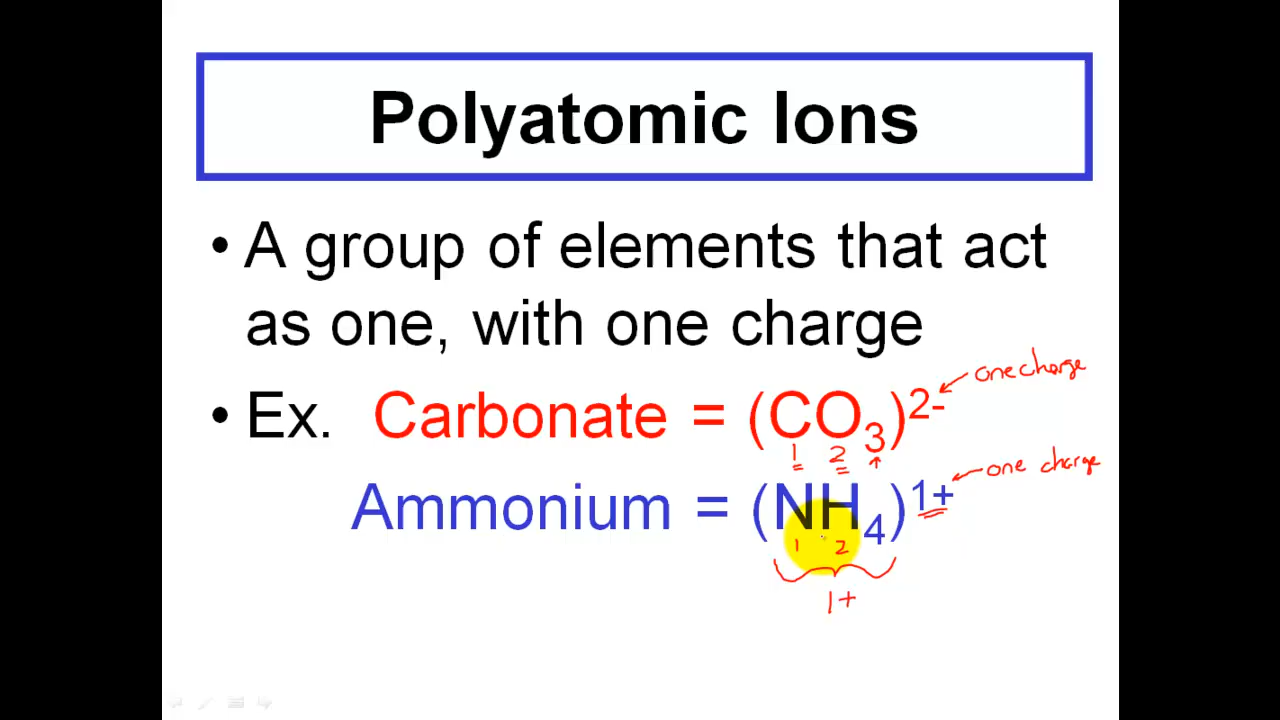 Polyatomic Ions
• A group of elements that act
as one, with one charge
one charge
• Ex. Carbonate = (CO₃)²⁻
1 2
one charge
Ammonium = (NH₄)¹⁺
1 2
1+